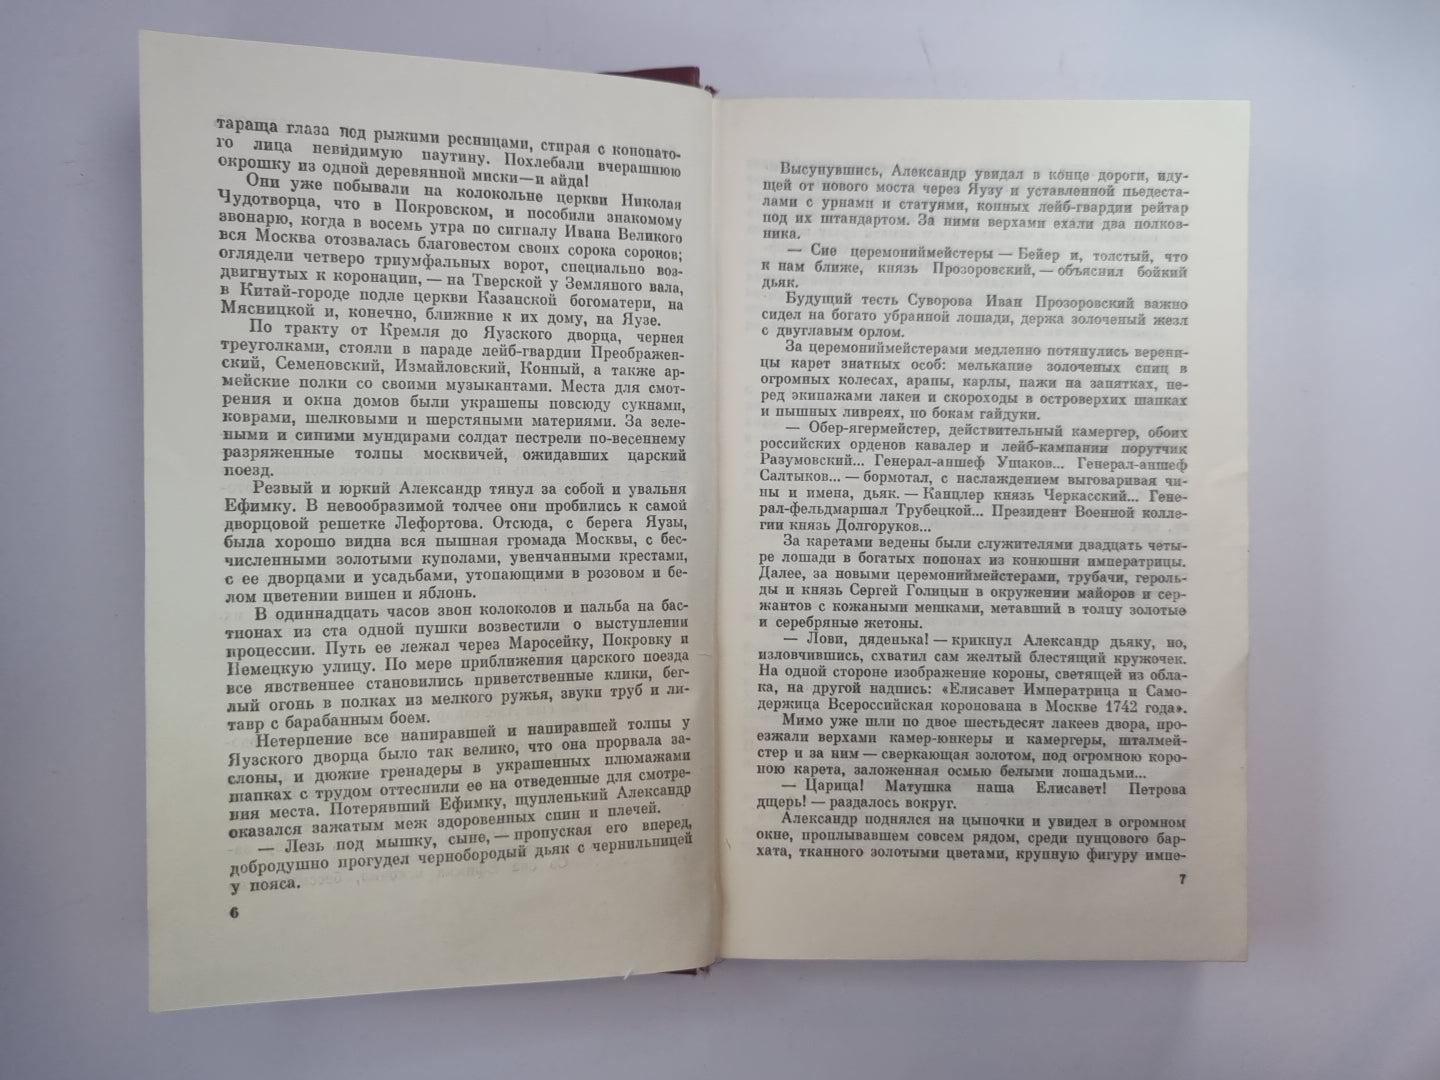 тараща глаза под рыжими ресницами, стирая с конопато-
го лица невидимую паутину. Похлебали вчерашнюю
окрошку из одной деревянной миски—и айда!
Они уже побывали на колокольне церкви Николая
Чудотворца, что в Покровском, и пособили знакомому
звонарю, когда в восемь утра по сигналу Ивана Великого
вся Москва отозвалась благовестом своих сорока сороков;
оглядели четверо триумфальных ворот, специально воз-
двигнутых к коронации, — на Тверской у Земляного вала,
в Китай-городе подле церкви Казанской богоматери, на
Мясницкой и, конечно, ближние к их дому, на Яузе.
По тракту от Кремля до Яузского дворца, чернея
треуголками, стояли в параде лейб-гвардии Преображен-
ский, Семеновский, Измайловский, Конный, а также ар-
мейские полки со своими музыкантами. Места для смот-
рения и окна домов были украшены повсюду сукнами,
коврами, шелковыми и шерстяными материями. За зеле-
ными и синими мундирами солдат пестрели по-весеннему
разряженные толпы москвичей, ожидавших царский
поезд.
Резвый и юркий Александр тянул за собой и увальня
Ефимку. В невообразимой толчее они пробились к самой
дворцовой решетке Лефортова. Отсюда, с берега Яузы,
была хорошо видна вся пышная громада Москвы, с бес-
численными золотыми куполами, увенчанными крестами,
с ее дворцами и усадьбами, утопающими в розовом и бе-
лом цветении вишен и яблонь.
В одиннадцать часов звон колоколов и пальба на бас-
тионах из ста одной пушки возвестили о выступлении
процессии. Путь ее лежал через Маросейку, Покровку и
Немецкую улицу. По мере приближения царского поезда
все явственнее становились приветственные клики, бег-
лый огонь в полках из мелкого ружья, звуки труб и ли-
тавр с барабанным боем.
Нетерпение все напиравшей и напиравшей толпы у
Яузского дворца было так велико, что она прорвала за-
слоны, и дюжие гренадеры в украшенных плюмажами
шапках с трудом оттеснили ее на отведенные для смотре-
ния места. Потерявший Ефимку, щупленький Александр
оказался зажатым меж здоровенных спин и плечей.
— Лезь под мышку, сыне, — пропуская его вперед,
добродушно прогудел чернобородый дьяк с чернильницей
у пояса.
6
Высунувшись, Александр увидал в конце дороги, иду-
щей от нового моста через Яузу и уставленной пьедеста-
лами с урнами и статуями, конных лейб-гвардии рейтар
под их штандартом. За ними верхами ехали два полков-
ника.
— Сие церемониймейстеры — Бейер и, толстый, что
к нам ближе, князь Прозоровский, — объяснил бойкий
дьяк.
Будущий тесть Суворова Иван Прозоровский важно
сидел на богато убранной лошади, держа золоченый жезл
с двуглавым орлом.
За церемониймейстерами медленно потянулись верени-
цы карет знатных особ: мелькание золоченых спиц в
огромных колесах, арапы, карлы, пажи на запятках, пе-
ред экипажами лакеи и скороходы в островерхих шапках
и пышных ливреях, по бокам гайдуки.
— Обер-ягермейстер, действительный камергер, обоих
российских орденов кавалер и лейб-кампании порутчик
Разумовский... Генерал-аншеф Ушаков... Генерал-аншеф
Салтыков... — бормотал, с наслаждением выговаривая чи-
ны и имена, дьяк. — Канцлер князь Черкасский... Гене-
рал-фельдмаршал Трубецкой... Президент Военной колле-
гии князь Долгоруков...
За каретами ведены были служителями двадцать четы-
ре лошади в богатых попонах из конюшни императрицы.
Далее, за новыми церемониймейстерами, трубачи, героль-
ды и князь Сергей Голицын в окружении майоров и сер-
жантов с кожаными мешками, метавший в толпу золотые
и серебряные жетоны.
— Лови, дяденька! — крикнул Александр дьяку, но,
изловчившись, схватил сам желтый блестящий кружочек.
На одной стороне изображение короны, светящей из обла-
ка, на другой надпись: «Елисавет Императрица и Само-
держица Всероссийская коронована в Москве 1742 года».
Мимо уже шли по двое шестьдесят лакеев двора, про-
езжали верхами камер-юнкеры и камергеры, шталмей-
стер и за ним — сверкающая золотом, под огромною коро-
ною карета, заложенная осмью белыми лошадьми...
— Царица! Матушка наша Елисавет! Петрова
дщерь! — раздалось вокруг.
Александр поднялся на цыпочки и увидел в огромном
окне, проплывавшем совсем рядом, среди пунцового бар-
хата, тканного золотыми цветами, крупную фигуру импе-
7